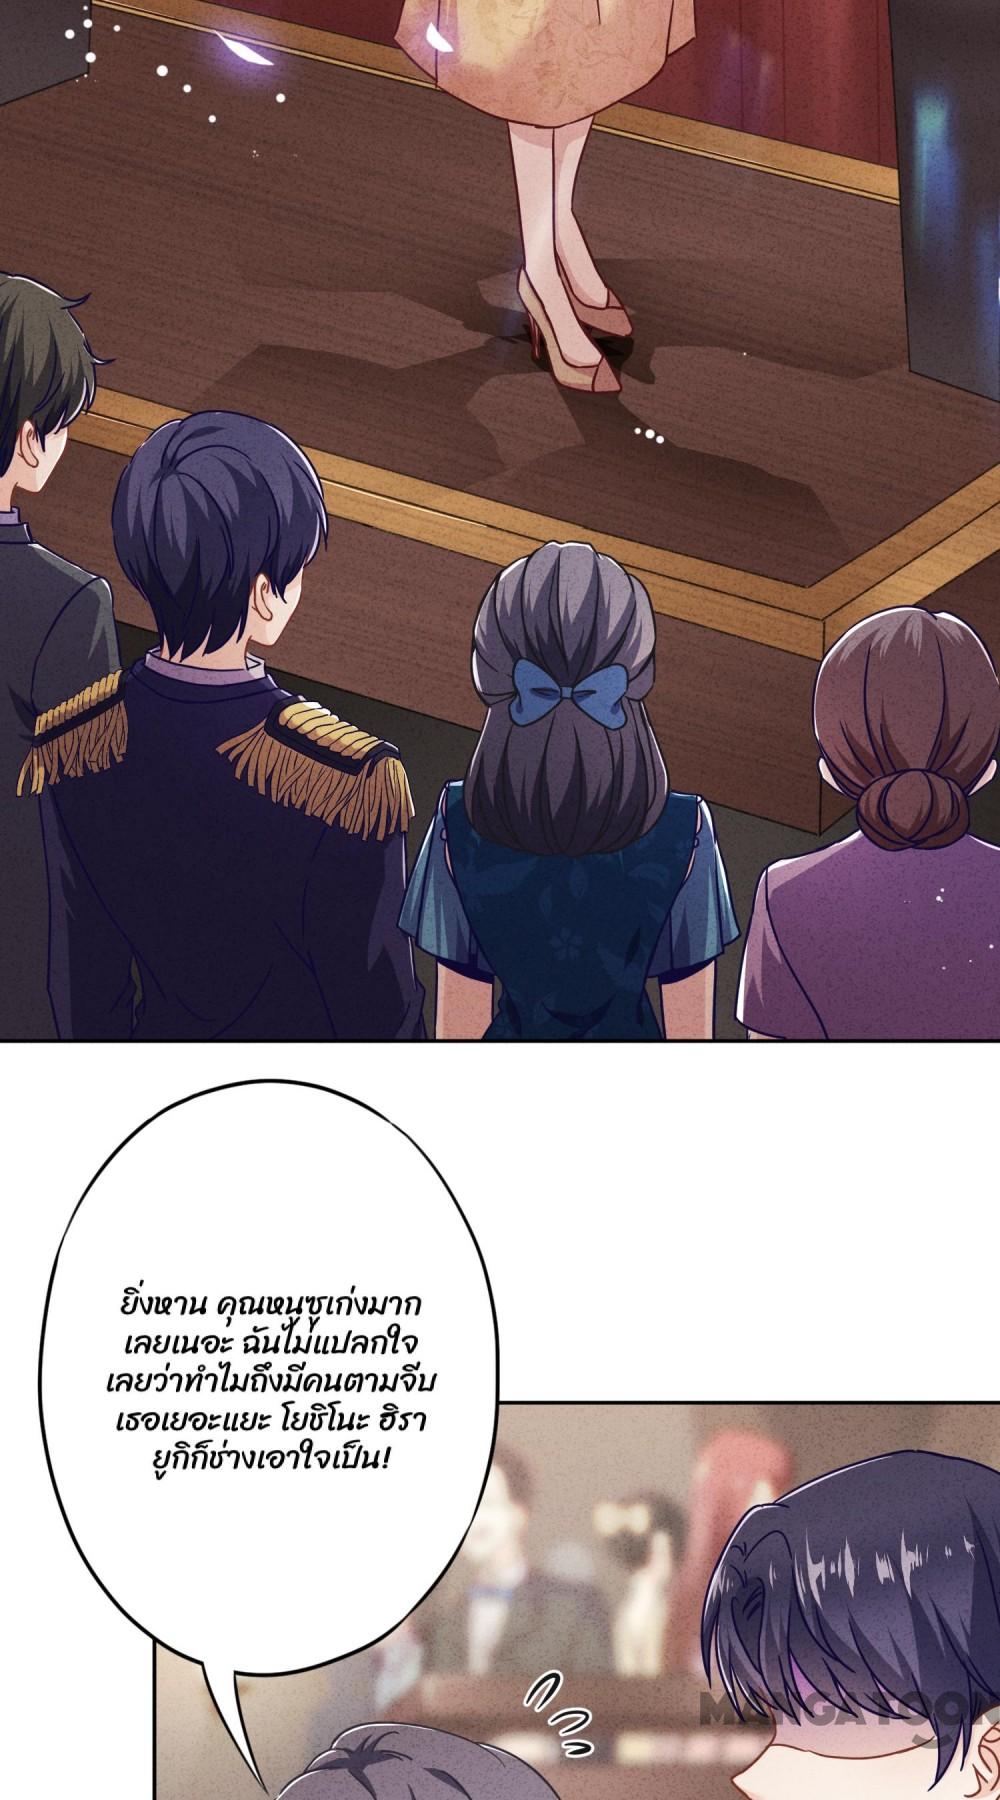 ยิ่งหาน คุณหนูซูเก่งมาก
เลยเนอะ ฉันไม่แปลกใจ
เลยว่าทำไมถึงมีคนตามจีบ
เธอเยอะแยะ โยชิโนะ ฮิรา
ยูกิก็ช่างเอาใจเป็น!
MANGATOON